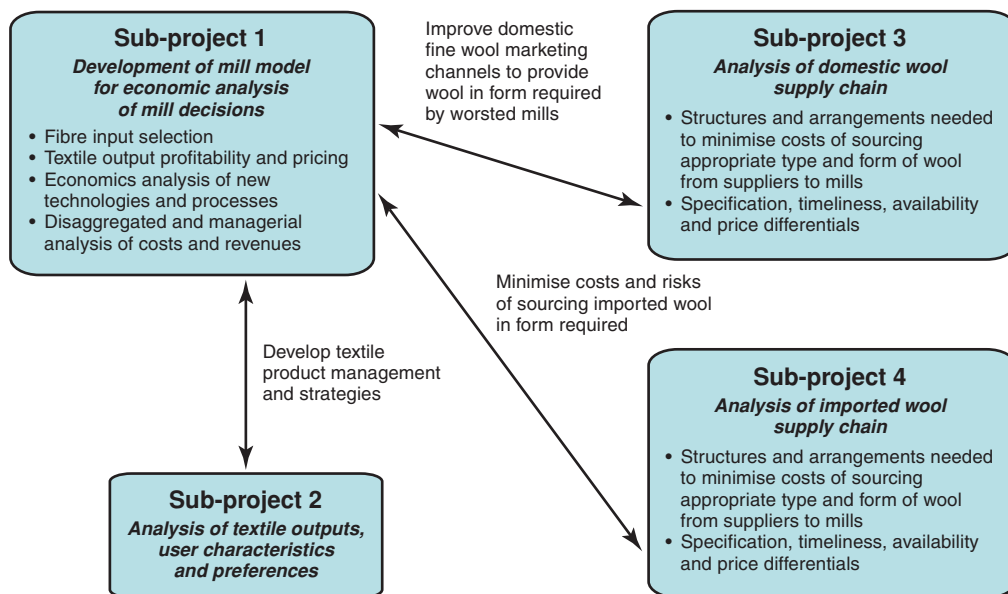 Sub-project 1
Development of mill model
for economic analysis
of mill decisions
• Fibre input selection
• Textile output profitability and pricing
• Economics analysis of new
technologies and processes
• Disaggregated and managerial
analysis of costs and revenues
Improve domestic
fine wool marketing
channels to provide
wool in form required
by worsted mills
Sub-project 3
Analysis of domestic wool
supply chain
• Structures and arrangements needed
to minimise costs of sourcing
appropriate type and form of wool
from suppliers to mills
• Specification, timeliness, availability
and price differentials
Minimise costs and risks
of sourcing imported wool
in form required
Develop textile
product management
and strategies
Sub-project 2
Analysis of textile outputs,
user characteristics
and preferences
Sub-project 4
Analysis of imported wool
supply chain
• Structures and arrangements needed
to minimise costs of sourcing
appropriate type and form of wool
from suppliers to mills
• Specification, timeliness, availability
and price differentials